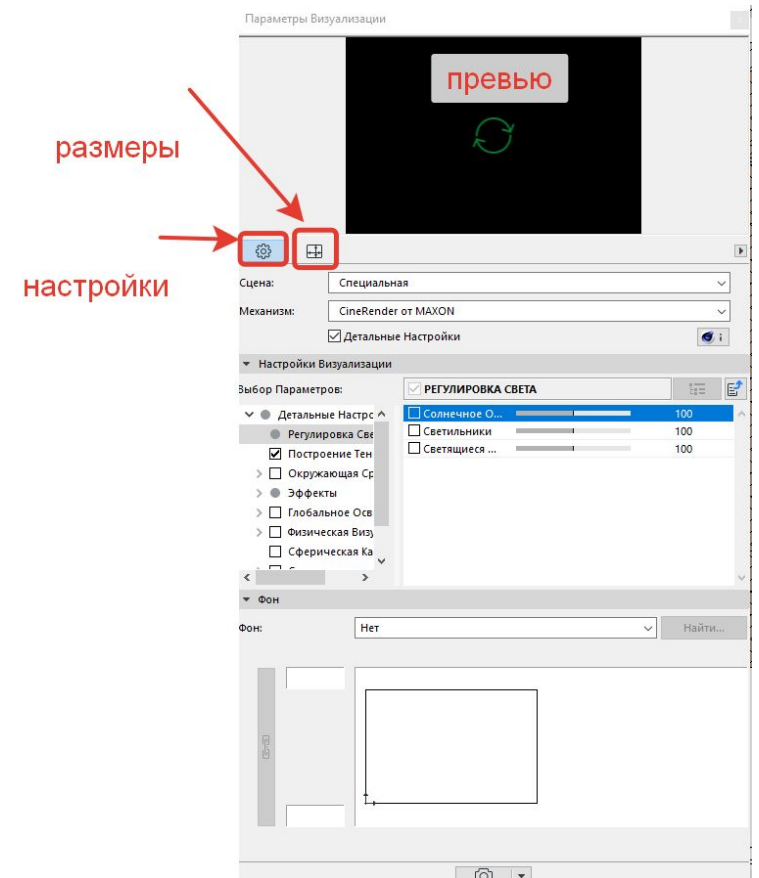 Параметры Визуализации
превью
размеры
настройки
Сцена: Специальная
Механизм: CineRender от MAXON
Детальные Настройки
i
Настройки Визуализации
Выбор Параметров: РЕГУЛИРОВКА СВЕТА
Детальные Настрс
Регулировка Све
Построение Тен
Окружающая Ср
Эффекты
Глобальное Осв
Физическая Визу
Сферическая Ка
Солнечное О... 100
Светильники 100
Светящиеся ... 100
Фон
Фон: Нет Найти...